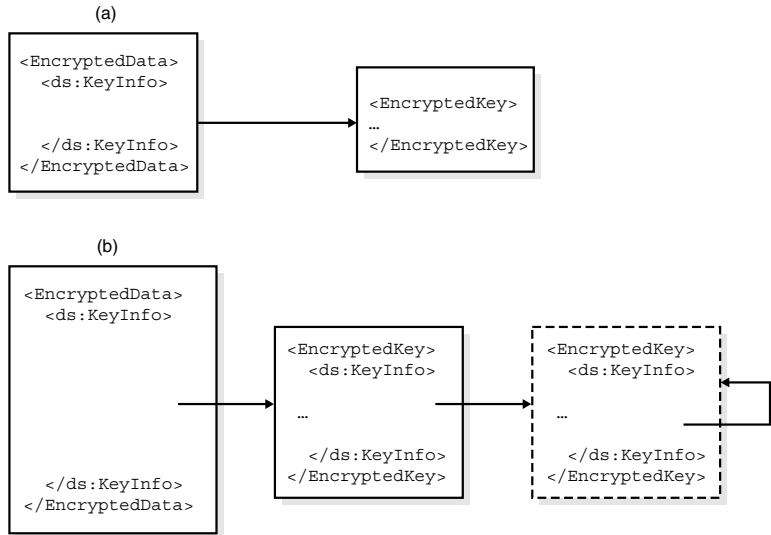 (a)
<EncryptedData>
<ds:KeyInfo>
</ds:KeyInfo>
</EncryptedData>
<EncryptedKey>
…
</EncryptedKey>
(b)
<EncryptedData>
<ds:KeyInfo>
</ds:KeyInfo>
</EncryptedData>
<EncryptedKey>
<ds:KeyInfo>
…
</ds:KeyInfo>
</EncryptedKey>
<EncryptedKey>
<ds:KeyInfo>
…
</ds:KeyInfo>
</EncryptedKey>